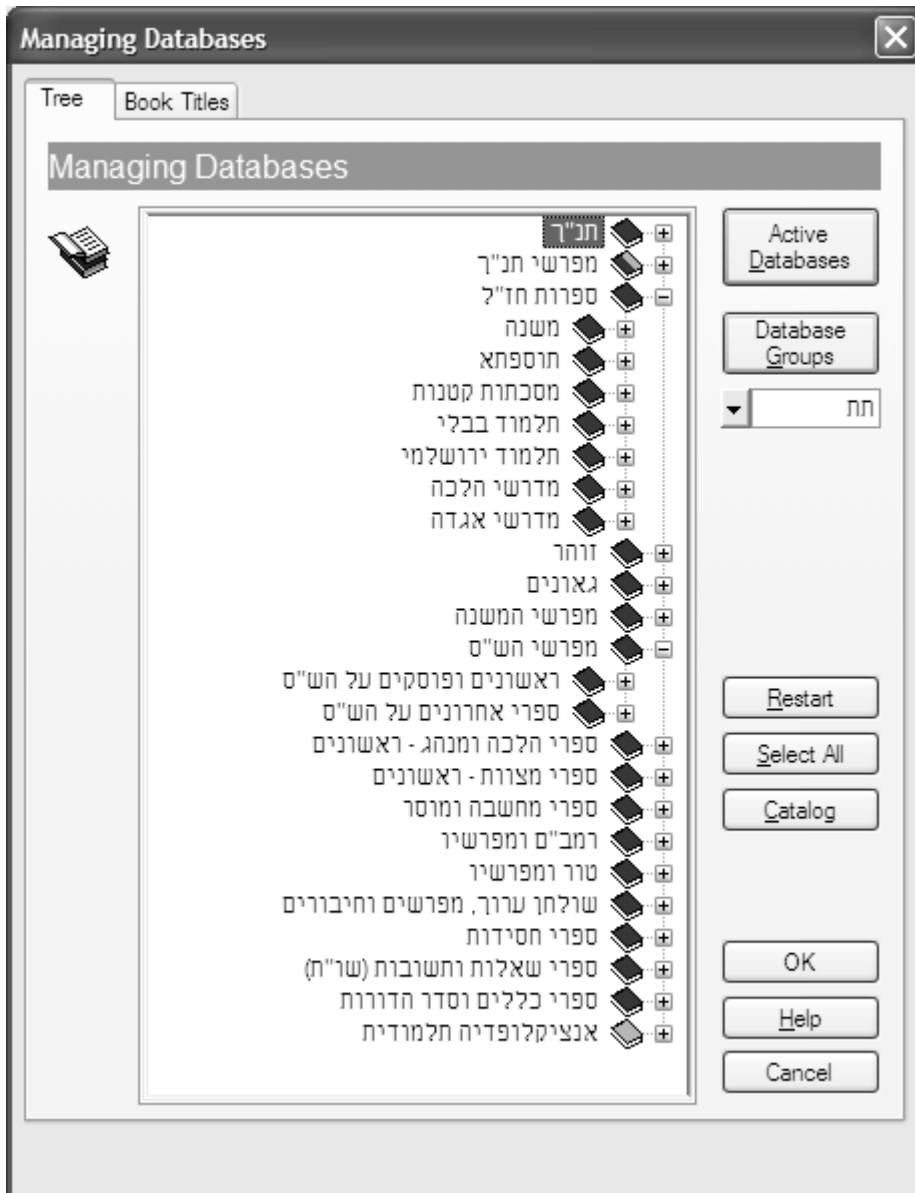 Managing Databases
Tree
Book Titles
Managing Databases
תנ"ך
מפרשי תנ"ך
ספרות חז"ל
משנה
תוספתא
מסכתות קטנות
תלמוד בבלי
תלמוד ירושלמי
מדרשי הלכה
מדרשי אגדה
זוהר
גאונים
מפרשי המשנה
מפרשי הש"ס
ראשונים ופוסקים על הש"ס
ספרי אחרונים על הש"ס
ספרי הלכה ומנהג - ראשונים
ספרי מצוות - ראשונים
ספרי מחשבה ומוסר
רמב"ם ומפרשיו
טור ומפרשיו
שולחן ערוך, מפרשים וחיבורים
ספרי חסידות
ספרי שאלות ותשובות (שו"ת)
ספרי כללים וסדר הדורות
אנציקלופדיה תלמודית
Active
Databases
Database
Groups
תת
Restart
Select All
Catalog
OK
Help
Cancel